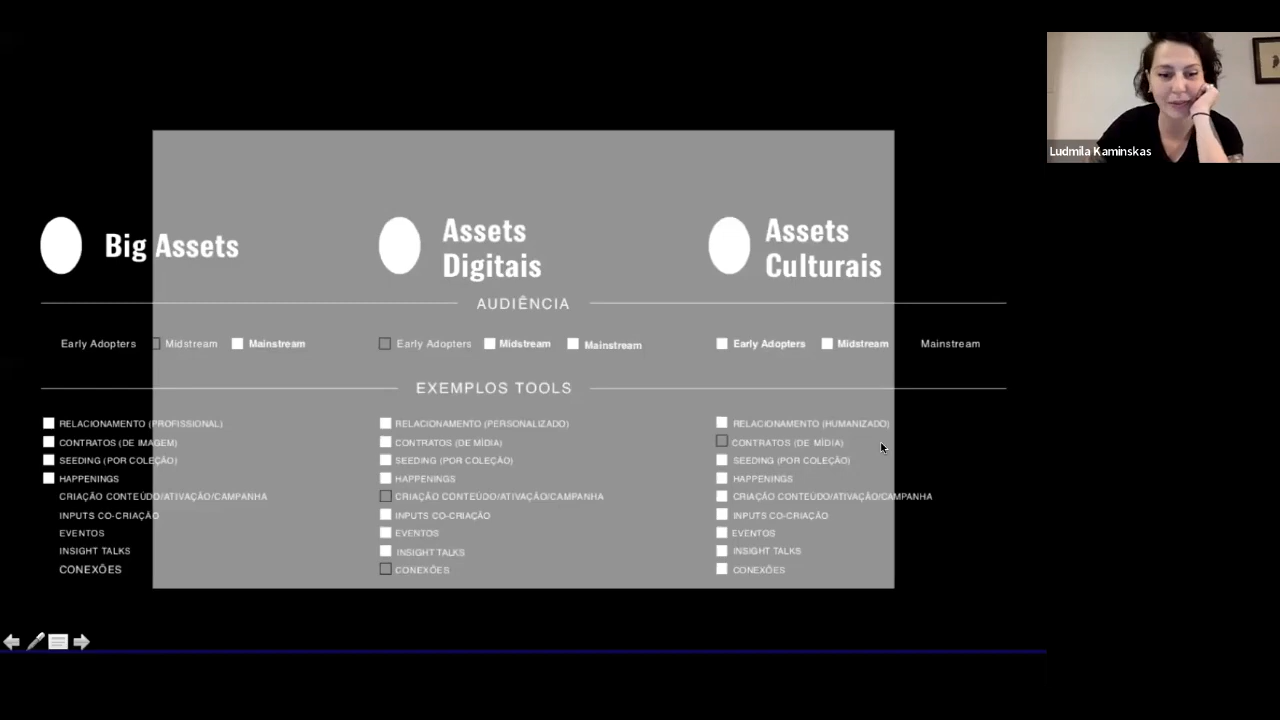 Ludmila Kaminskas
Big Assets
Assets
Digitais
Assets
Culturais
AUDIÊNCIA
Early Adopters Midstream Mainstream
Early Adopters Midstream Mainstream
Early Adopters Midstream Mainstream
EXEMPLOS TOOLS
RELACIONAMENTO (PROFISSIONAL)
CONTRATOS (DE IMAGEM)
SEEDING (POR COLEÇÃO)
HAPPENINGS
CRIAÇÃO CONTEÚDO/ATIVAÇÃO/CAMPANHA
INPUTS CO-CRIAÇÃO
EVENTOS
INSIGHT TALKS
CONEXÕES
RELACIONAMENTO (PERSONALIZADO)
CONTRATOS (DE MÍDIA)
SEEDING (POR COLEÇÃO)
HAPPENINGS
CRIAÇÃO CONTEÚDO/ATIVAÇÃO/CAMPANHA
INPUTS CO-CRIAÇÃO
EVENTOS
INSIGHT TALKS
CONEXÕES
RELACIONAMENTO (HUMANIZADO)
CONTRATOS (DE MÍDIA)
SEEDING (POR COLEÇÃO)
HAPPENINGS
CRIAÇÃO CONTEÚDO/ATIVAÇÃO/CAMPANHA
INPUTS CO-CRIAÇÃO
EVENTOS
INSIGHT TALKS
CONEXÕES